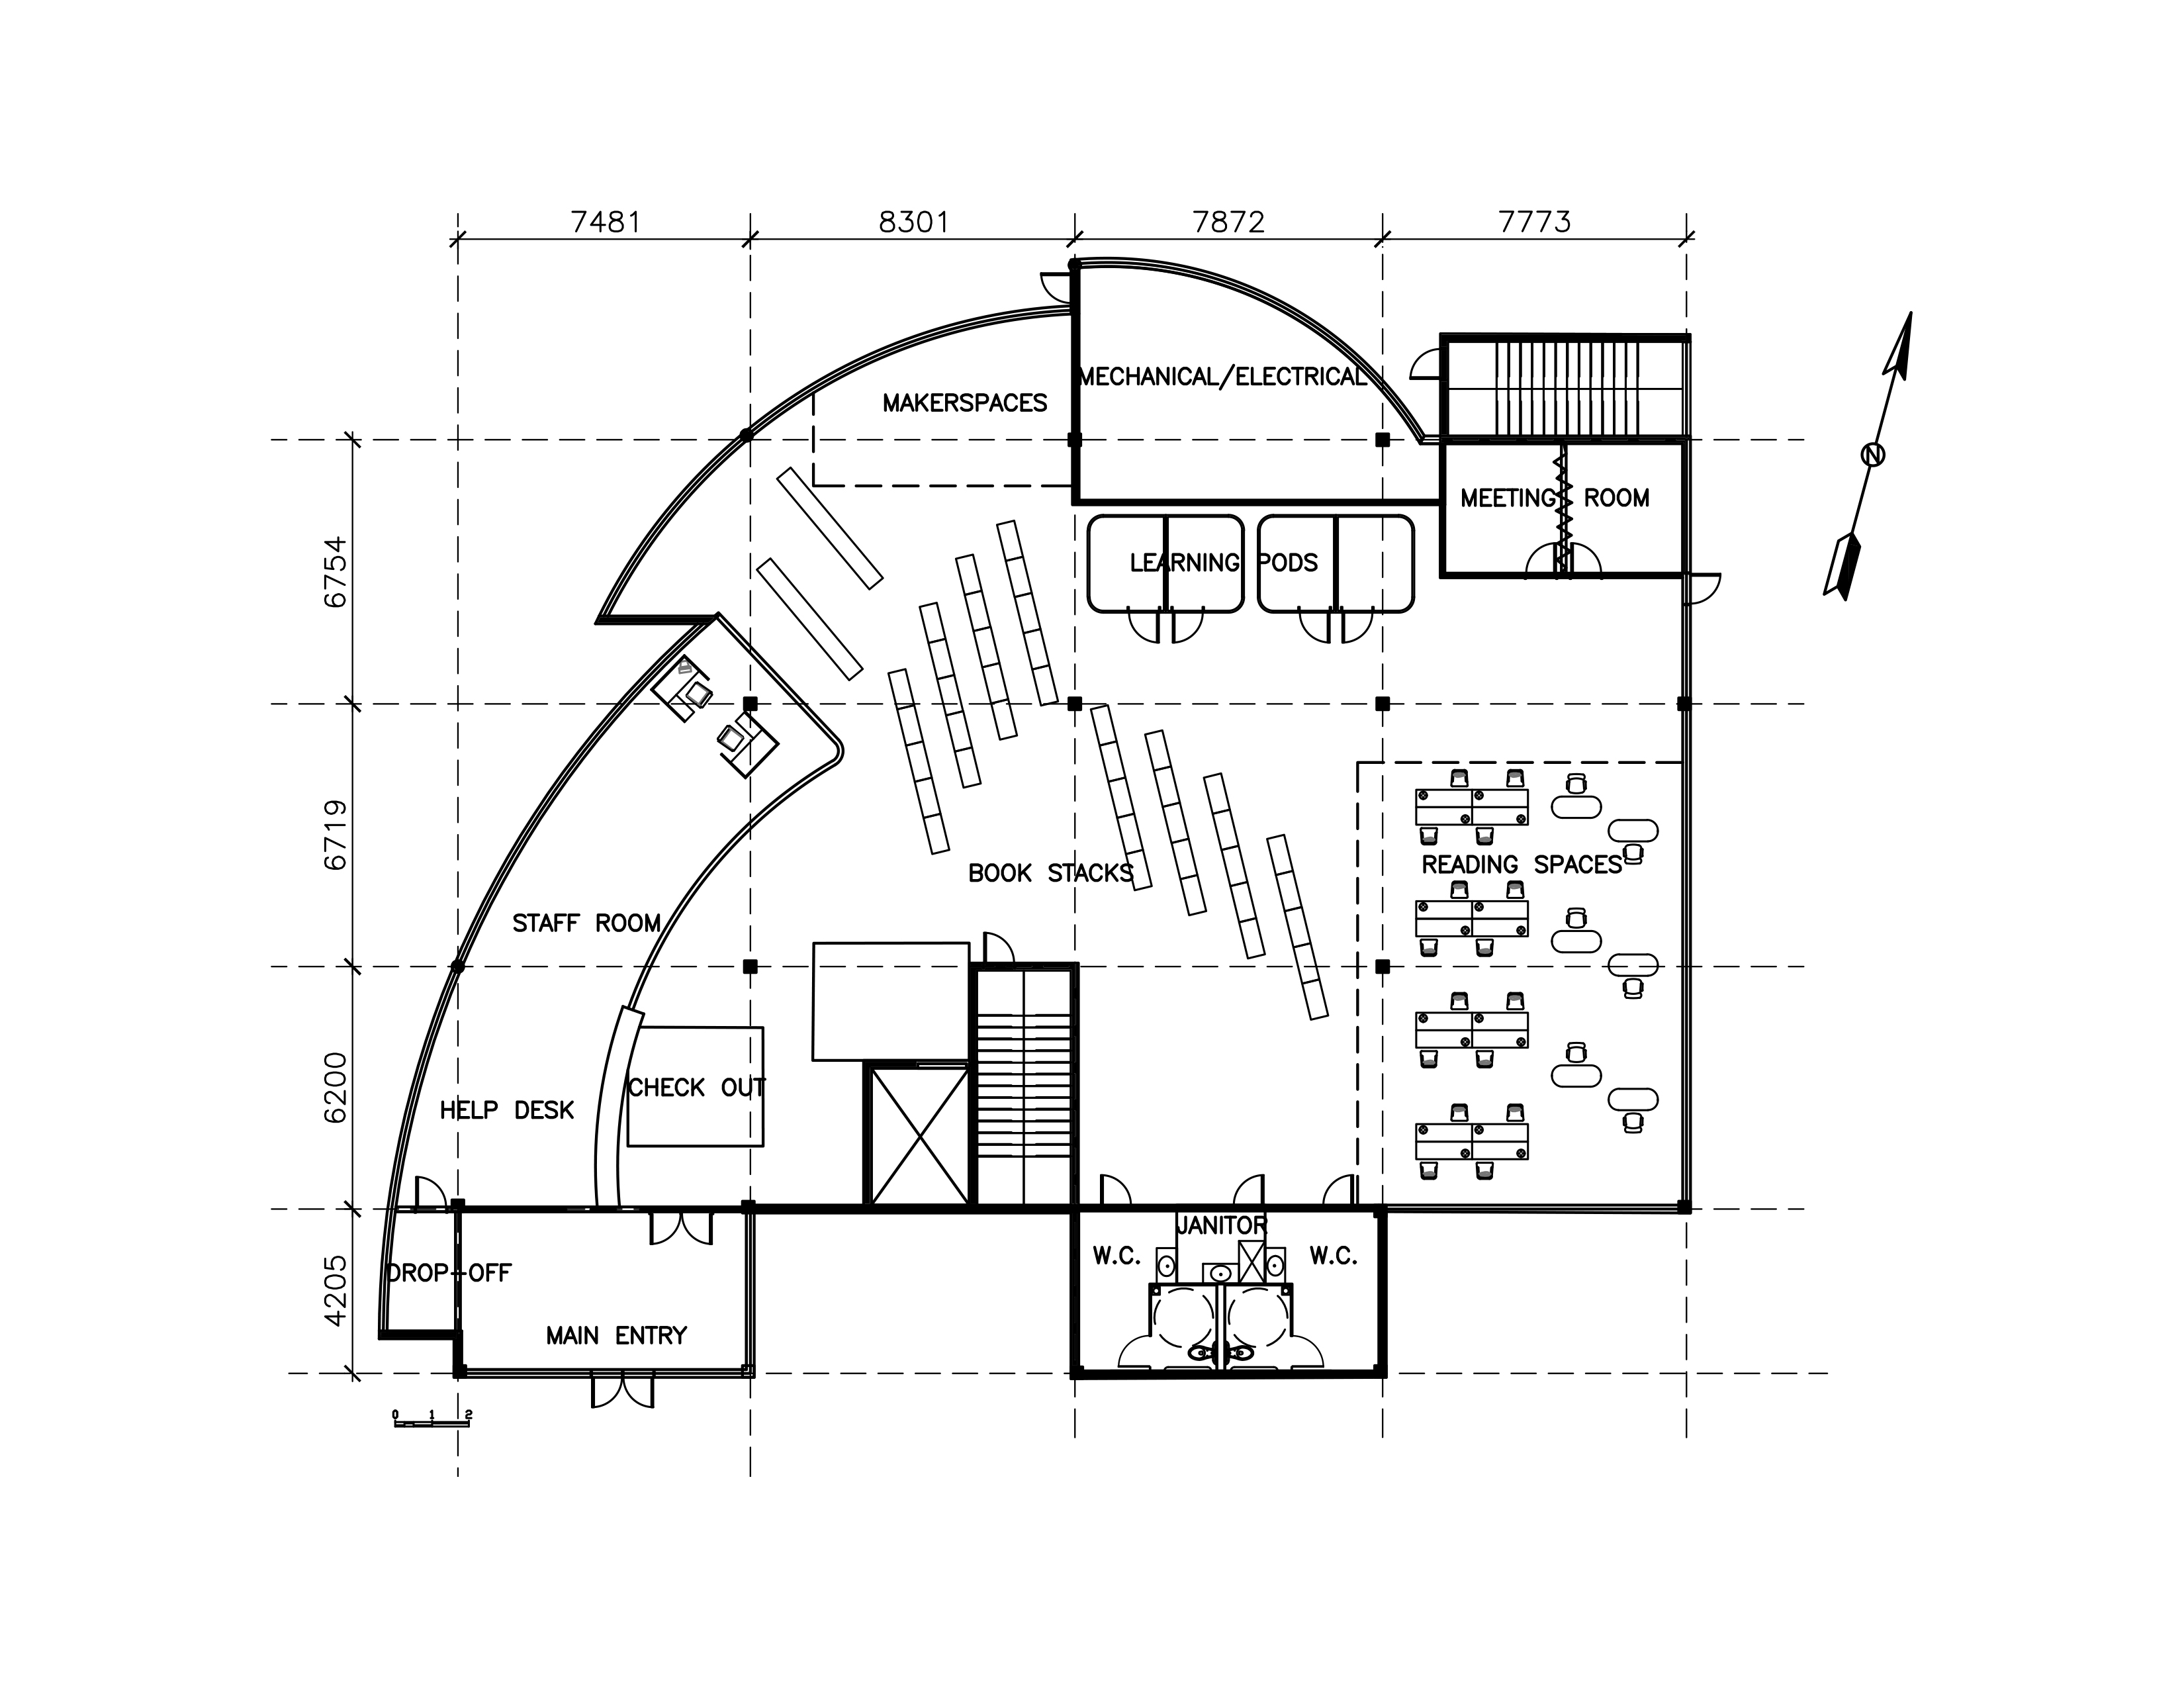 7481 8301 7872 7773
MECHANICAL/ELECTRICAL
MAKERSPACES
N
MEETING ROOM
6754
LEARNING PODS
6719
READING SPACES
BOOK STACKS
STAFF ROOM
6200
CHECK OUT
HELP DESK
JANITOR
W.C. W.C.
4205
DROP-OFF
MAIN ENTRY
0 1 2